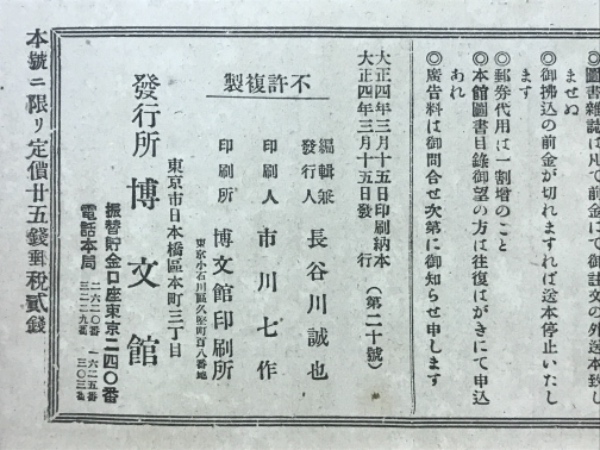 ◎圖書雜誌は凡て前金にて御註文の外送本致し
ませぬ
◎御拂込の前金が切れますれば送本停止いたし
ます
◎郵券代用は一割增のこと
◎本館圖書目錄御望の方は往復はがきにて申込
あれ
◎廣告料は御問合せ次第に御知らせ申します
大正四年三月十五日印刷納本
大正四年三月十五日發行
(第二十號)
不許複製
編輯兼
發行人 長谷川誠也
印刷人 市川七作
印刷所 博文館印刷所
東京小石川區久堅町百八番地
東京市日本橋區本町三丁目
發行所 博文館
振替貯金口座東京二四〇番
電話本局
本號ニ限リ定價廿五錢郵稅貳錢